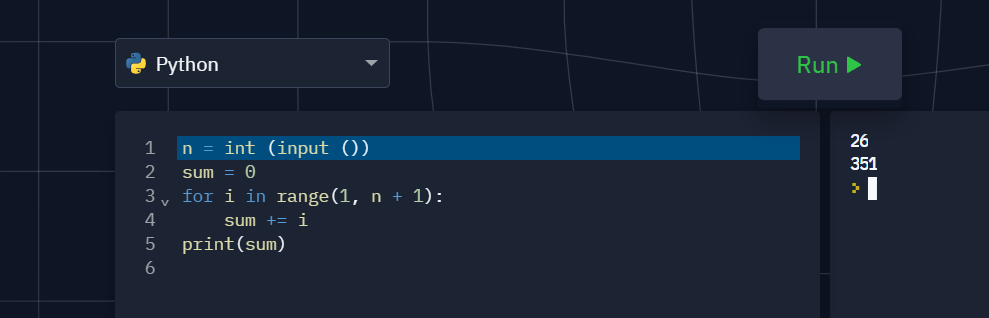 Python
Run
1 n = int (input ())
2 sum = 0
3 for i in range(1, n + 1):
4     sum += i
5 print(sum)
6
26
351
>